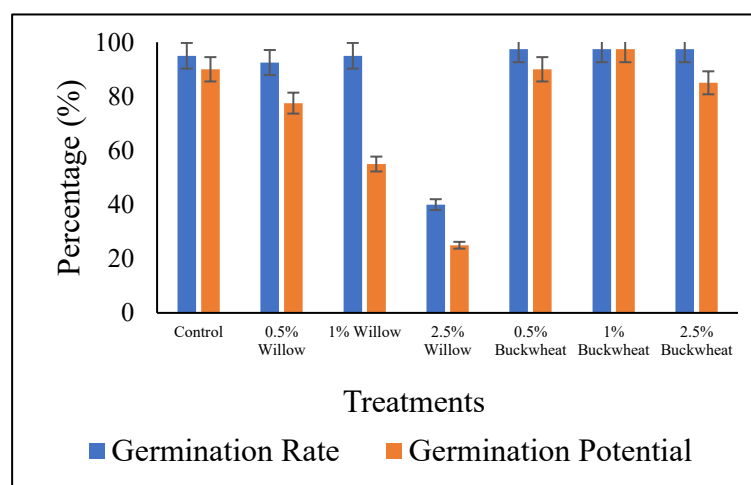 100
80
60
40
20
0
Percentage (%)
Control
0.5%
Willow
1% Willow
2.5%
Willow
0.5%
Buckwheat
1%
Buckwheat
2.5%
Buckwheat
Treatments
Germination Rate
Germination Potential